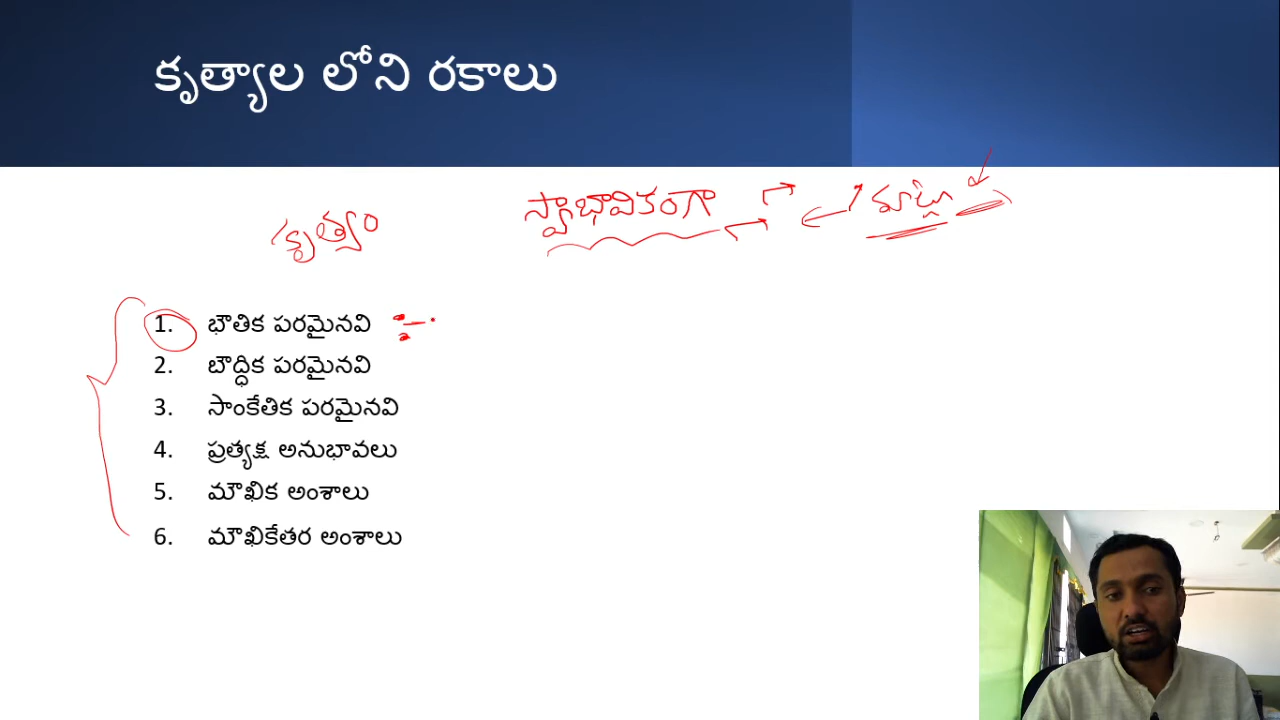 కృత్యాల లోని రకాలు
కృత్యం స్వాభావికంగా
1. భౌతిక పరమైనవి :-
2. బౌద్ధిక పరమైనవి
3. సాంకేతిక పరమైనవి
4. ప్రత్యక్ష అనుభావలు
5. మౌఖిక అంశాలు
6. మౌఖికేతర అంశాలు